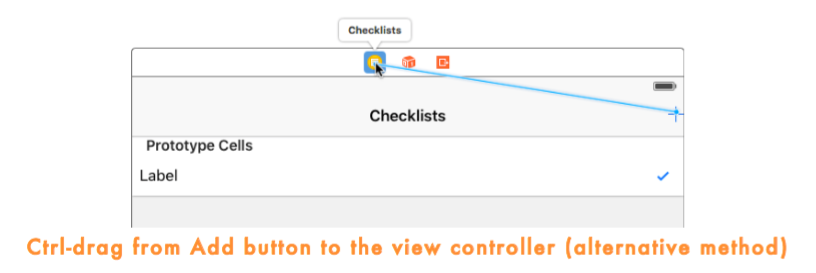 Checklists
Checklists
Prototype Cells
Label
Ctrl-drag from Add button to the view controller (alternative method)